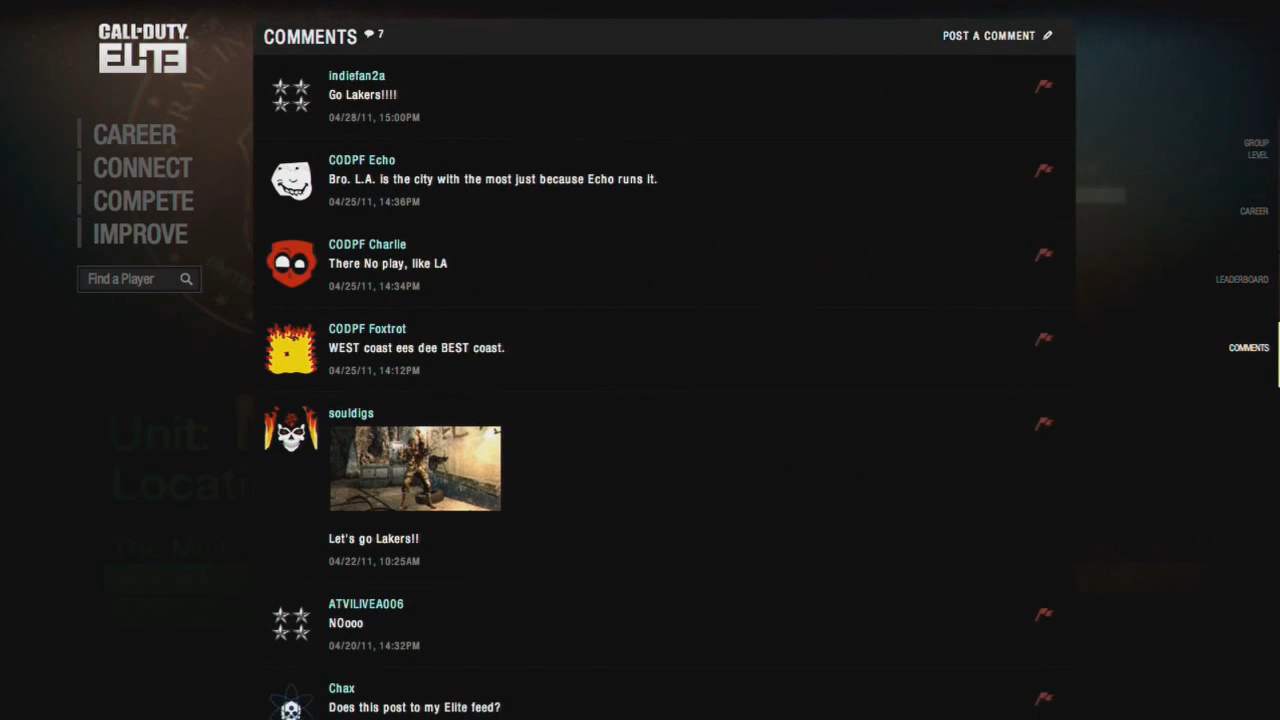 CALL OF DUTY.
ELITE
CAREER
CONNECT
COMPETE
IMPROVE
Find a Player
COMMENTS 7
POST A COMMENT
indiefan2a
Go Lakers!!!!
04/28/11, 15:00PM
CODPF Echo
Bro. L.A. is the city with the most just because Echo runs it.
04/25/11, 14:36PM
CODPF Charlie
There No play, like LA
04/25/11, 14:34PM
CODPF Foxtrot
WEST coast ees dee BEST coast.
04/25/11, 14:12PM
souldigs
Let's go Lakers!!
04/22/11, 10:25AM
ATVILIVEA006
NOooo
04/20/11, 14:32PM
Chax
Does this post to my Elite feed?
GROUP
LEVEL
CAREER
LEADERBOARD
COMMENTS
Unit: